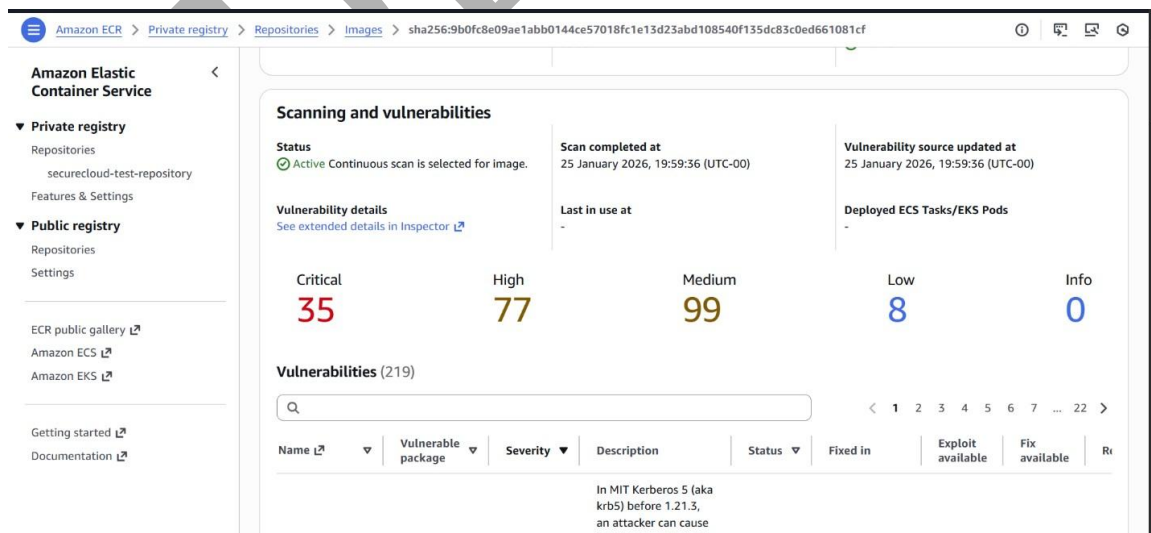 Amazon ECR > Private registry > Repositories > Images > sha256:9b0fc8e09ae1abb0144ce57018fc1e13d23abd108540f135dc83c0ed661081cf
Amazon Elastic
Container Service
Private registry
Repositories
securecloud-test-repository
Features & Settings
Public registry
Repositories
Settings
ECR public gallery
Amazon ECS
Amazon EKS
Getting started
Documentation
Scanning and vulnerabilities
Status
Active Continuous scan is selected for image.
Scan completed at
25 January 2026, 19:59:36 (UTC-00)
Vulnerability source updated at
25 January 2026, 19:59:36 (UTC-00)
Vulnerability details
See extended details in Inspector
Last in use at
-
Deployed ECS Tasks/EKS Pods
-
Critical High Medium Low Info
35 77 99 8 0
Vulnerabilities (219)
< 1 2 3 4 5 6 7 ... 22 >
Name Vulnerable package Severity Description Status Fixed in Exploit available Fix available
In MIT Kerberos 5 (aka
krb5) before 1.21.3,
an attacker can cause